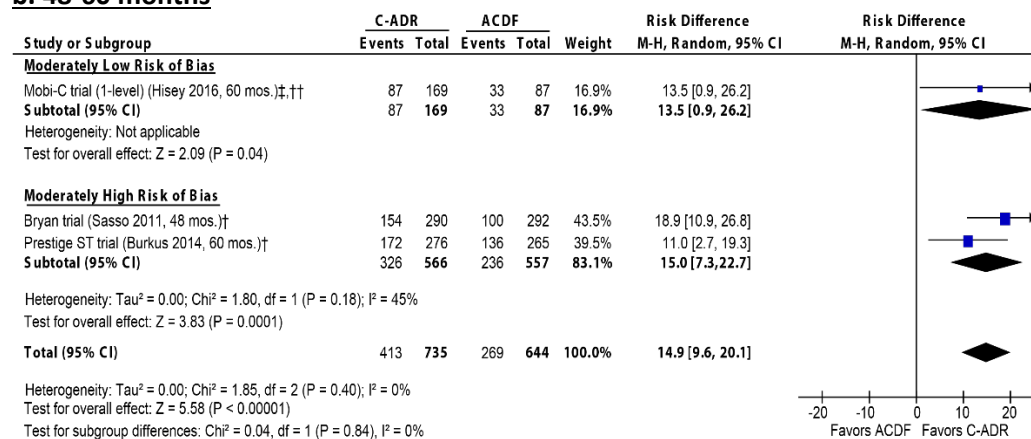 b. 48-60 months
C-ADR ACDF Risk Difference Risk Difference
Study or Subgroup Events Total Events Total Weight M-H, Random, 95% CI M-H, Random, 95% CI
Moderately Low Risk of Bias
Mobi-C trial (1-level) (Hisey 2016, 60 mos.)‡,†† 87 169 33 87 16.9% 13.5 [0.9, 26.2]
Subtotal (95% CI) 87 169 33 87 16.9% 13.5 [0.9, 26.2]
Heterogeneity: Not applicable
Test for overall effect: Z = 2.09 (P = 0.04)
Moderately High Risk of Bias
Bryan trial (Sasso 2011, 48 mos.)† 154 290 100 292 43.5% 18.9 [10.9, 26.8]
Prestige ST trial (Burkus 2014, 60 mos.)† 172 276 136 265 39.5% 11.0 [2.7, 19.3]
Subtotal (95% CI) 326 566 236 557 83.1% 15.0 [7.3,22.7]
Heterogeneity: Tau² = 0.00; Chi² = 1.80, df = 1 (P = 0.18); I² = 45%
Test for overall effect: Z = 3.83 (P = 0.0001)
Total (95% CI) 413 735 269 644 100.0% 14.9 [9.6, 20.1]
Heterogeneity: Tau² = 0.00; Chi² = 1.85, df = 2 (P = 0.40); I² = 0%
Test for overall effect: Z = 5.58 (P < 0.00001)
Test for subgroup differences: Chi² = 0.04, df = 1 (P = 0.84), I² = 0%
-20 -10 0 10 20
Favors ACDF Favors C-ADR